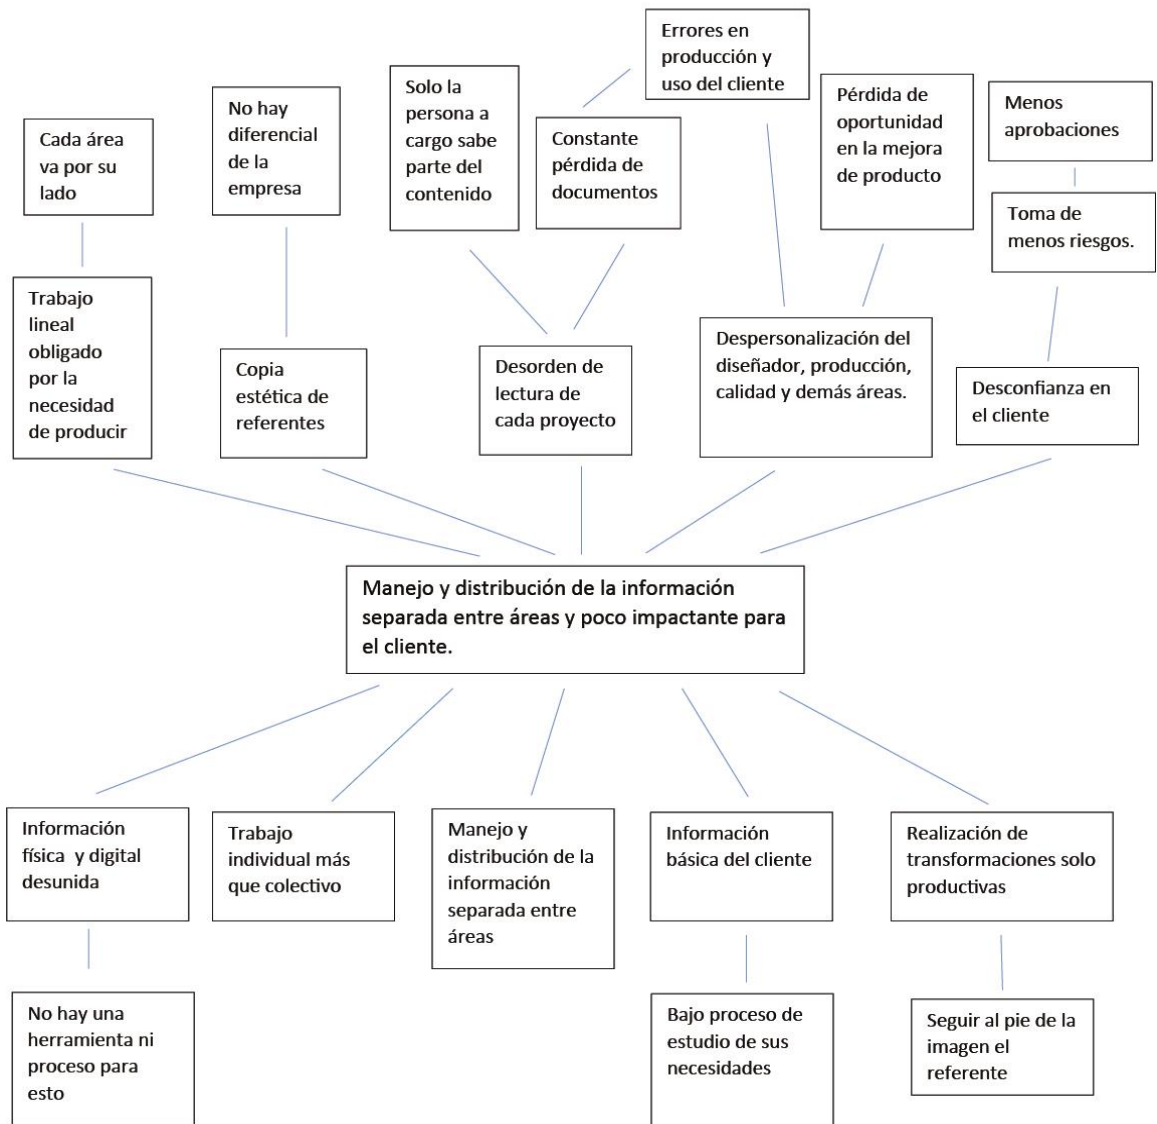 Errores en
producción y
uso del cliente
Solo la
persona a
cargo sabe
parte del
contenido
Pérdida de
oportunidad
en la mejora
de producto
Menos
aprobaciones
No hay
diferencial
de la
empresa
Cada área
va por su
lado
Constante
pérdida de
documentos
Toma de
menos riesgos.
Trabajo
lineal
obligado
por la
necesidad
de producir
Copia
estética de
referentes
Desorden de
lectura de
cada proyecto
Despersonalización del
diseñador, producción,
calidad y demás áreas.
Desconfianza en
el cliente
Manejo y distribución de la información
separada entre áreas y poco impactante para
el cliente.
Información
física y digital
desunida
Trabajo
individual más
que colectivo
Manejo y
distribución de la
información
separada entre
áreas
Información
básica del cliente
Realización de
transformaciones solo
productivas
No hay una
herramienta ni
proceso para
esto
Bajo proceso de
estudio de sus
necesidades
Seguir al pie de la
imagen el
referente